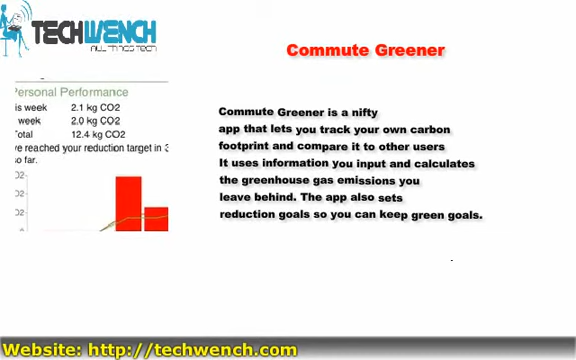 TECHWENCH
ALL THINGS TECH
Commute Greener
Personal Performance
is week 2.1 kg CO2
week 2.0 kg CO2
Total 12.4 kg CO2
ve reached your reduction target in 3
so far.
O2
O2
O2
Commute Greener is a nifty
app that lets you track your own carbon
footprint and compare it to other users
It uses information you input and calculates
the greenhouse gas emissions you
leave behind. The app also sets
reduction goals so you can keep green goals.
Website: http://techwench.com